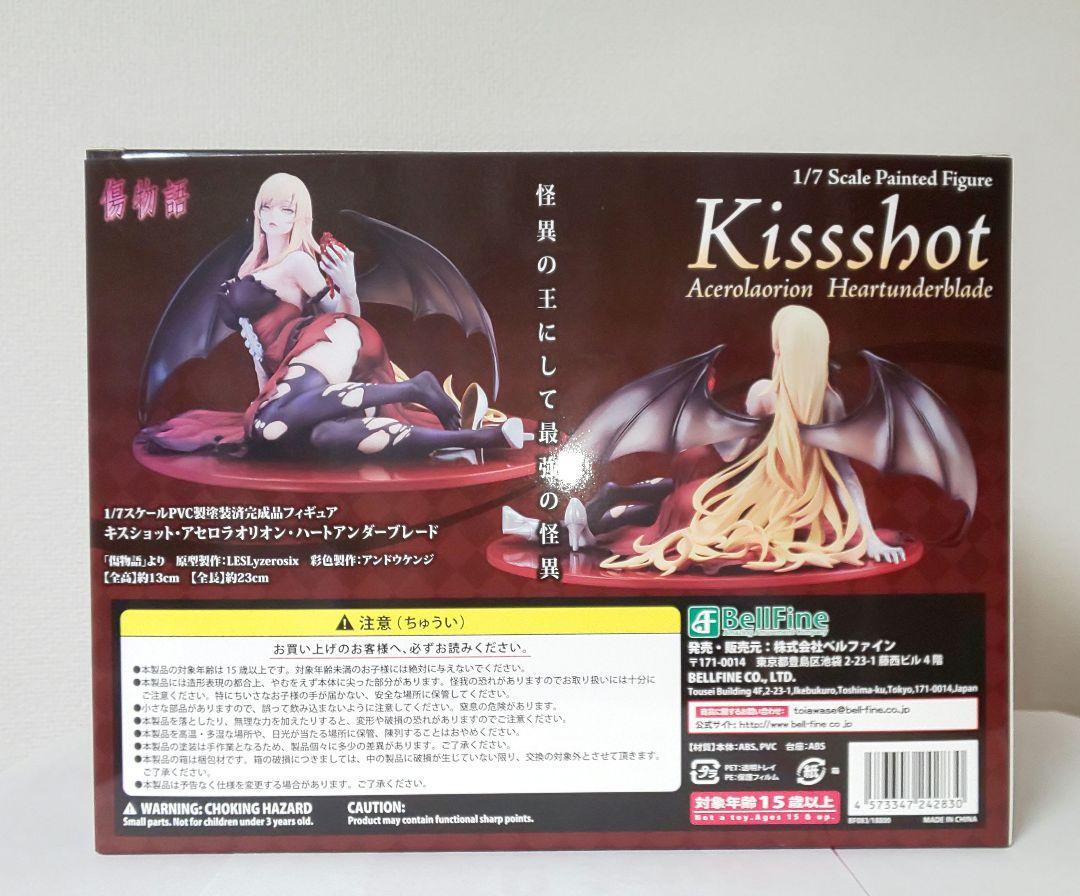 傷物語
怪異の王にして最強の怪異
1/7 Scale Painted Figure
Kissshot
Acerolaorion Heartunderblade
1/7スケールPVC製塗装済完成品フィギュア
キスショット・アセロラオリオン・ハートアンダーブレード
「傷物語」より 原型製作：LESLyzerosix 彩色製作：アンドウケンジ
【全高】約13cm 【全長】約23cm
⚠ 注意（ちゅうい）
お買い上げのお客様へ、必ずお読みください。
●本製品の対象年齢は15歳以上です。対象年齢未満のお子様には絶対に与えないでください。
●本製品には造形表現の都合上、やむをえず本体に尖った部分があります。怪我の恐れがありますのでお取り扱いには十分に
ご注意ください。特にちいさなお子様の手が届かない、安全な場所に保管してください。
●小さな部品がありますので、誤って飲み込まないように注意してください。窒息の危険があります。
●本製品を落としたり、無理な力を加えたりすると、変形や破損の恐れがありますのでご注意ください。
●本製品を高温・多湿な場所や、日光が当たる場所に保管、陳列することはおやめください。
●本製品の塗装は手作業となるため、製品個々に多少の差異があります。ご了承ください。
●本製品の箱は梱包材です。箱の破損につきましては、中の製品に破損が生じていない限り、交換の対象外とさせて頂きます。
ご了承ください。
●本製品は予告なく仕様を変更する場合があります。ご了承ください。
⚠ WARNING: CHOKING HAZARD
Small parts. Not for children under 3 years old.
CAUTION:
Product may contain functional sharp points.
BellFine
発売・販売元：株式会社ベルファイン
〒171-0014 東京都豊島区池袋2-23-1 藤西ビル4階
BELLFINE CO., LTD.
Tousei Building 4F,2-23-1,Ikebukuro,Toshima-ku,Tokyo,171-0014,Japan
商品に関するお問い合わせ: toiawase@bell-fine.co.jp
公式サイト: http://www.bell-fine.co.jp
【材質】本体：ABS、PVC 台座：ABS
プラ
PET：透明トレイ
PE：保護フィルム
紙
箱
対象年齢15歳以上
Not a toy.Ages 15 & up.
4 573347 242830
BF083/18800
MADE IN CHINA